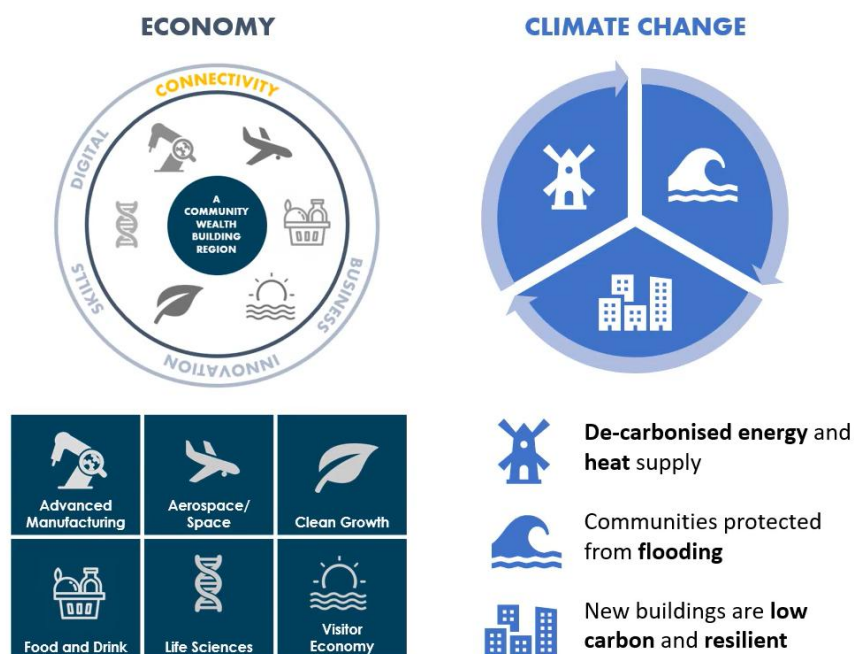 ECONOMY
CONNECTIVITY
DIGITAL
SKILLS
INNOVATION
BUSINESS
A
COMMUNITY
WEALTH
BUILDING
REGION
Advanced
Manufacturing
Aerospace/
Space
Clean Growth
Food and Drink
Life Sciences
Visitor
Economy
CLIMATE CHANGE
De-carbonised energy and
heat supply
Communities protected
from flooding
New buildings are low
carbon and resilient